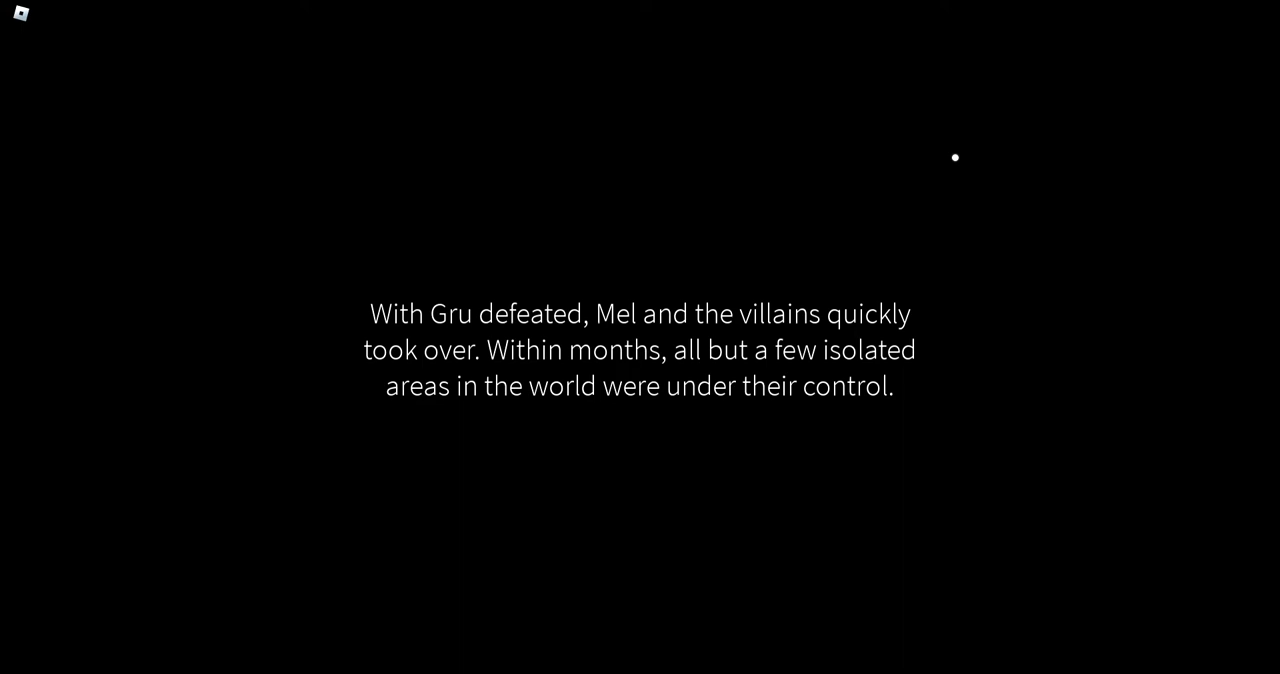 With Gru defeated, Mel and the villains quickly
took over. Within months, all but a few isolated
areas in the world were under their control.